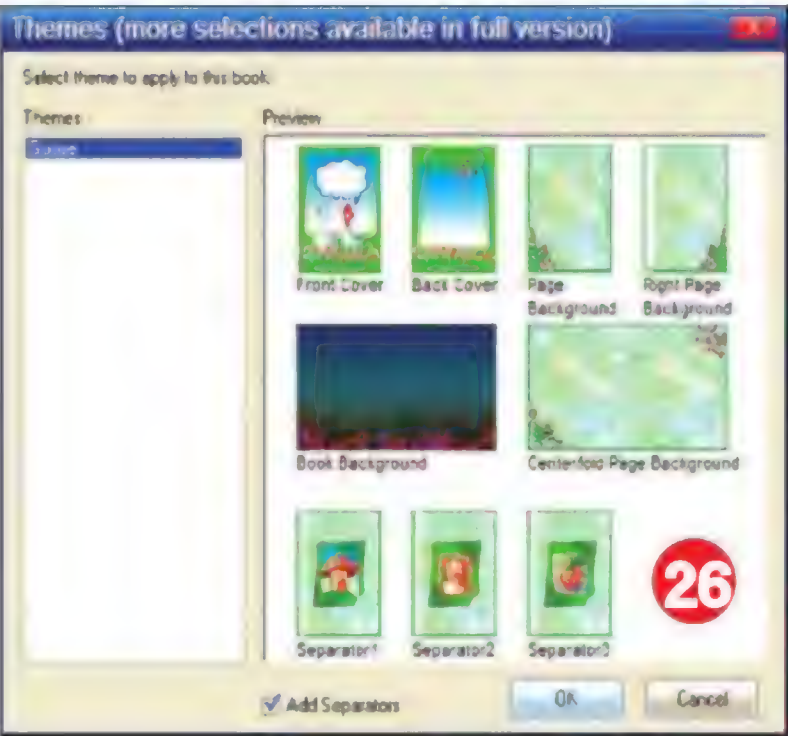 Themes (more selections available in full version)
Select theme to apply to this book.
Themes
Preview
Front Cover
Back Cover
Page
Background
Right Page
Background
Book Background
Centerfold Page Background
Separator1
Separator2
Separator3
26
Add Separators
OK
Cancel